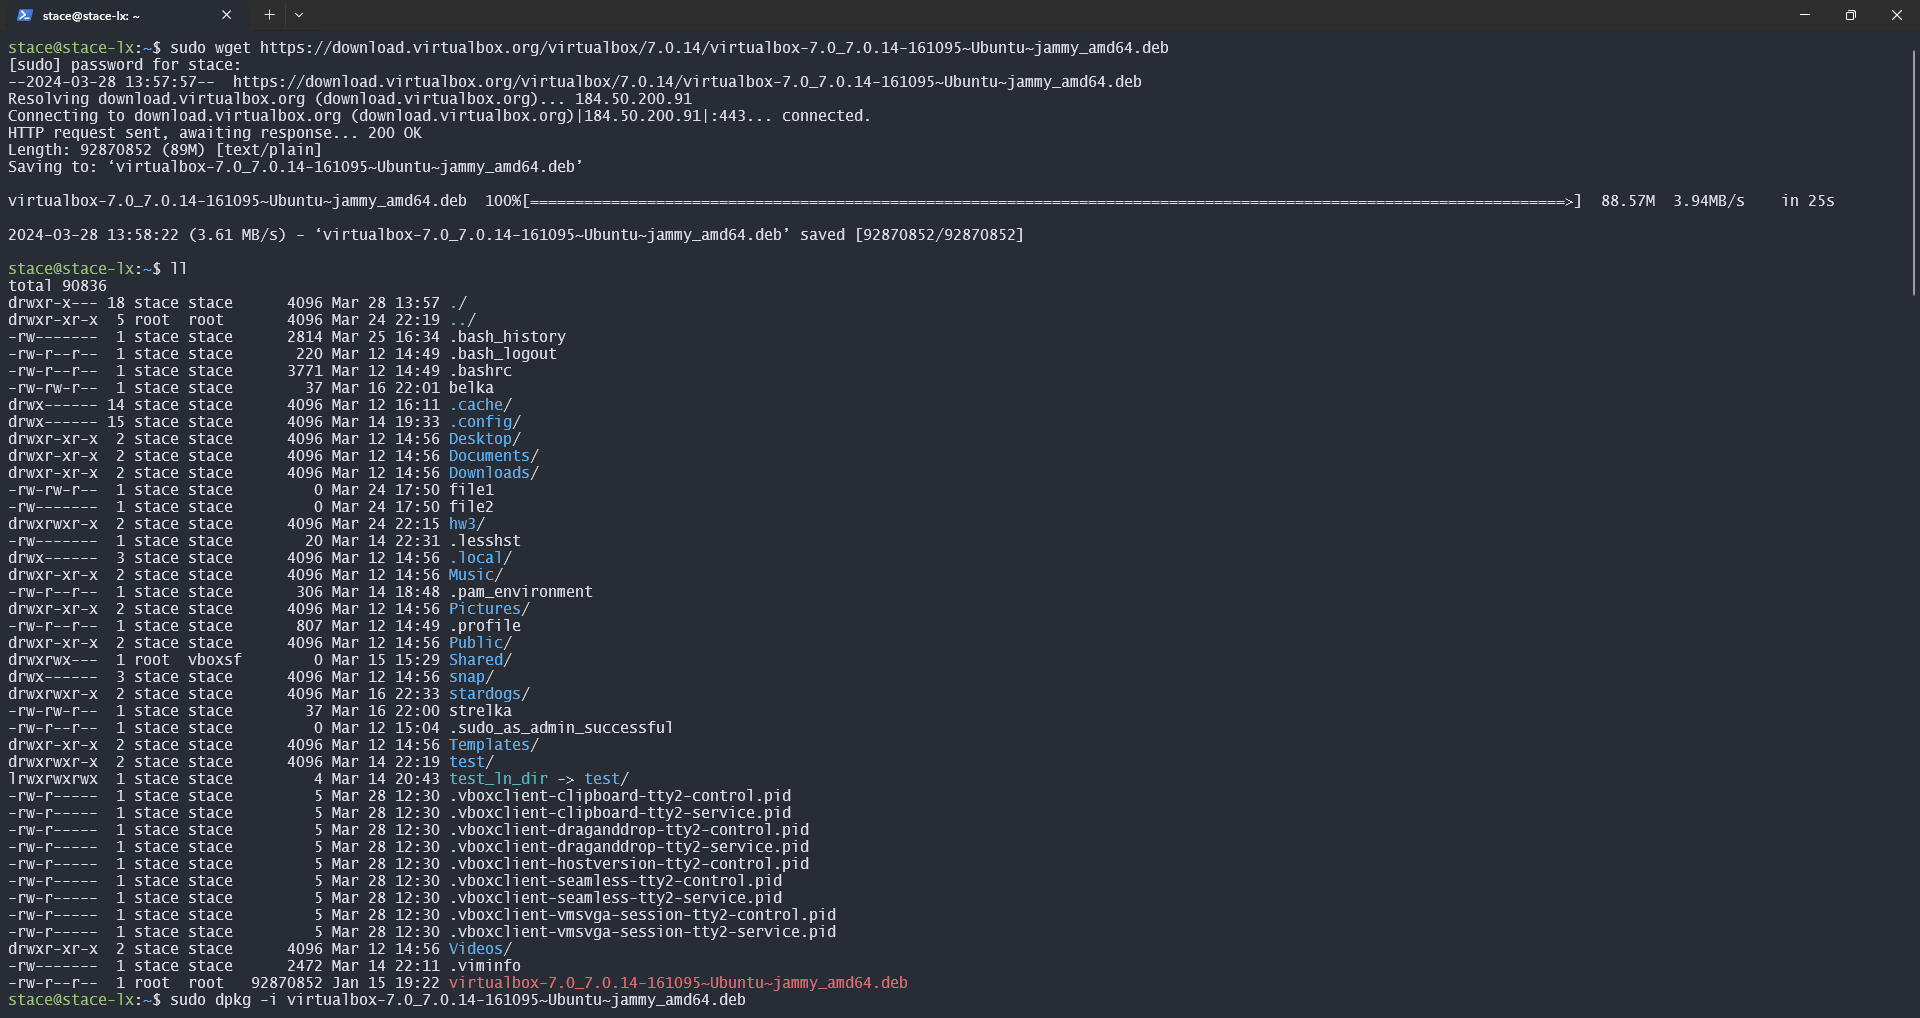 stace@stace-lx: ~
stace@stace-lx:~$ sudo wget https://download.virtualbox.org/virtualbox/7.0.14/virtualbox-7.0_7.0.14-161095~Ubuntu~jammy_amd64.deb
[sudo] password for stace:
--2024-03-28 13:57:57--  https://download.virtualbox.org/virtualbox/7.0.14/virtualbox-7.0_7.0.14-161095~Ubuntu~jammy_amd64.deb
Resolving download.virtualbox.org (download.virtualbox.org)... 184.50.200.91
Connecting to download.virtualbox.org (download.virtualbox.org)|184.50.200.91|:443... connected.
HTTP request sent, awaiting response... 200 OK
Length: 92870852 (89M) [text/plain]
Saving to: ‘virtualbox-7.0_7.0.14-161095~Ubuntu~jammy_amd64.deb’
virtualbox-7.0_7.0.14-161095~Ubuntu~jammy_amd64.deb  100%[===================================================================================================================>]  88.57M  3.94MB/s    in 25s
2024-03-28 13:58:22 (3.61 MB/s) - ‘virtualbox-7.0_7.0.14-161095~Ubuntu~jammy_amd64.deb’ saved [92870852/92870852]
stace@stace-lx:~$ ll
total 90836
drwxr-x--- 18 stace stace      4096 Mar 28 13:57 ./
drwxr-xr-x  5 root  root       4096 Mar 24 22:19 ../
-rw-------  1 stace stace      2814 Mar 25 16:34 .bash_history
-rw-r--r--  1 stace stace       220 Mar 12 14:49 .bash_logout
-rw-r--r--  1 stace stace      3771 Mar 12 14:49 .bashrc
-rw-rw-r--  1 stace stace        37 Mar 16 22:01 belka
drwx------ 14 stace stace      4096 Mar 12 16:11 .cache/
drwx------ 15 stace stace      4096 Mar 14 19:33 .config/
drwxr-xr-x  2 stace stace      4096 Mar 12 14:56 Desktop/
drwxr-xr-x  2 stace stace      4096 Mar 12 14:56 Documents/
drwxr-xr-x  2 stace stace      4096 Mar 12 14:56 Downloads/
-rw-rw-r--  1 stace stace         0 Mar 24 17:50 file1
-rw-------  1 stace stace         0 Mar 24 17:50 file2
drwxrwxr-x  2 stace stace      4096 Mar 24 22:15 hw3/
-rw-------  1 stace stace        20 Mar 14 22:31 .lesshst
drwx------  3 stace stace      4096 Mar 12 14:56 .local/
drwxr-xr-x  2 stace stace      4096 Mar 12 14:56 Music/
-rw-r--r--  1 stace stace       306 Mar 14 18:48 .pam_environment
drwxr-xr-x  2 stace stace      4096 Mar 12 14:56 Pictures/
-rw-r--r--  1 stace stace       807 Mar 12 14:49 .profile
drwxr-xr-x  2 stace stace      4096 Mar 12 14:56 Public/
drwxrwx---  1 root  vboxsf        0 Mar 15 15:29 Shared/
drwx------  3 stace stace      4096 Mar 12 14:56 snap/
drwxrwxr-x  2 stace stace      4096 Mar 16 22:33 stardogs/
-rw-rw-r--  1 stace stace        37 Mar 16 22:00 strelka
-rw-r--r--  1 stace stace         0 Mar 12 15:04 .sudo_as_admin_successful
drwxr-xr-x  2 stace stace      4096 Mar 12 14:56 Templates/
drwxrwxr-x  2 stace stace      4096 Mar 14 22:19 test/
lrwxrwxrwx  1 stace stace         4 Mar 14 20:43 test_ln_dir -> test/
-rw-r-----  1 stace stace         5 Mar 28 12:30 .vboxclient-clipboard-tty2-control.pid
-rw-r-----  1 stace stace         5 Mar 28 12:30 .vboxclient-clipboard-tty2-service.pid
-rw-r-----  1 stace stace         5 Mar 28 12:30 .vboxclient-draganddrop-tty2-control.pid
-rw-r-----  1 stace stace         5 Mar 28 12:30 .vboxclient-draganddrop-tty2-service.pid
-rw-r-----  1 stace stace         5 Mar 28 12:30 .vboxclient-hostversion-tty2-control.pid
-rw-r-----  1 stace stace         5 Mar 28 12:30 .vboxclient-seamless-tty2-control.pid
-rw-r-----  1 stace stace         5 Mar 28 12:30 .vboxclient-seamless-tty2-service.pid
-rw-r-----  1 stace stace         5 Mar 28 12:30 .vboxclient-vmsvga-session-tty2-control.pid
-rw-r-----  1 stace stace         5 Mar 28 12:30 .vboxclient-vmsvga-session-tty2-service.pid
drwxr-xr-x  2 stace stace      4096 Mar 12 14:56 Videos/
-rw-------  1 stace stace      2472 Mar 14 22:11 .viminfo
-rw-r--r--  1 root  root   92870852 Jan 15 19:22 virtualbox-7.0_7.0.14-161095~Ubuntu~jammy_amd64.deb
stace@stace-lx:~$ sudo dpkg -i virtualbox-7.0_7.0.14-161095~Ubuntu~jammy_amd64.deb